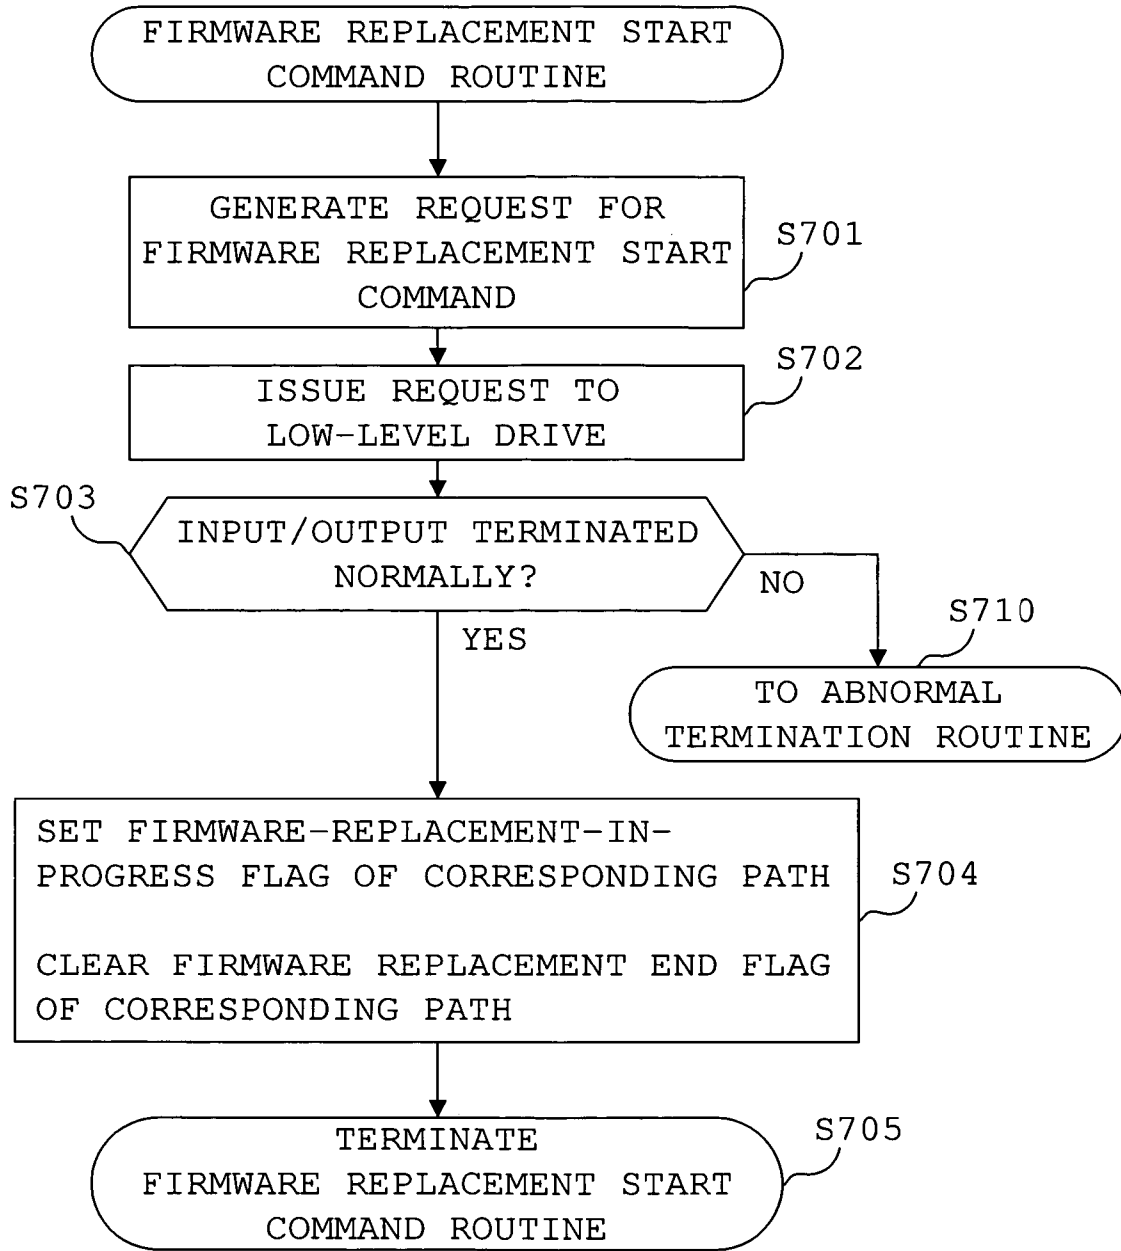 FIRMWARE REPLACEMENT START
COMMAND ROUTINE
GENERATE REQUEST FOR
FIRMWARE REPLACEMENT START
COMMAND
S701
ISSUE REQUEST TO
LOW-LEVEL DRIVE
S702
S703
INPUT/OUTPUT TERMINATED
NORMALLY?
NO
YES
S710
TO ABNORMAL
TERMINATION ROUTINE
SET FIRMWARE-REPLACEMENT-IN-
PROGRESS FLAG OF CORRESPONDING PATH
CLEAR FIRMWARE REPLACEMENT END FLAG
OF CORRESPONDING PATH
S704
TERMINATE
FIRMWARE REPLACEMENT START
COMMAND ROUTINE
S705